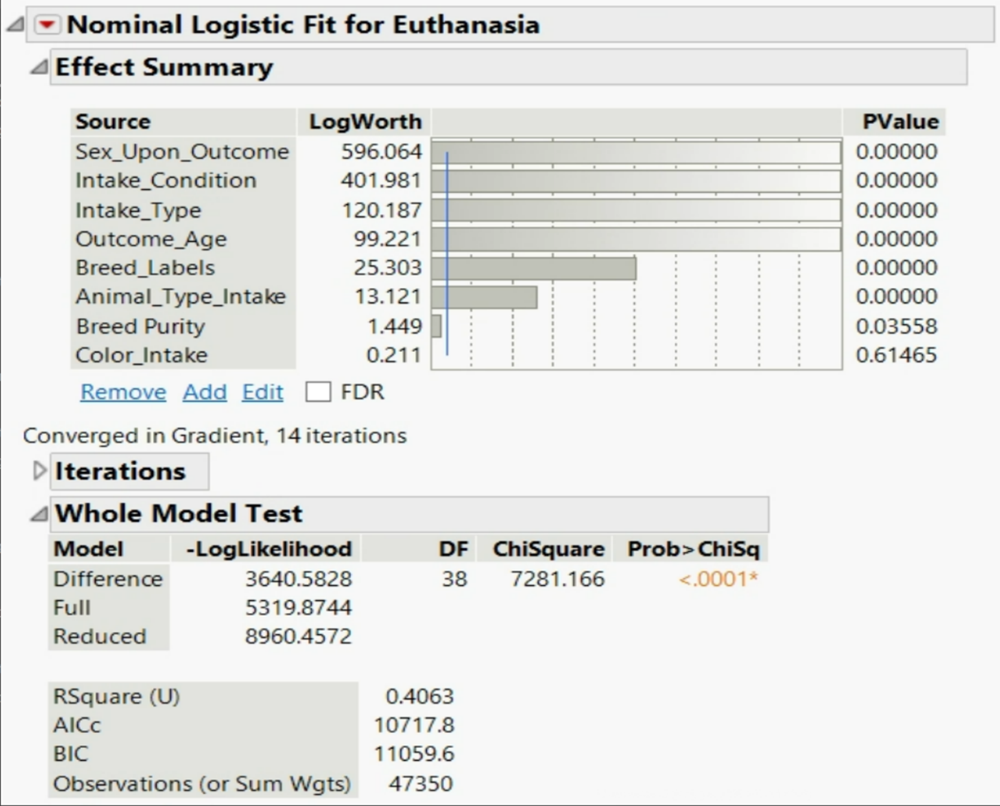 Nominal Logistic Fit for Euthanasia
Effect Summary
Source LogWorth PValue
Sex_Upon_Outcome 596.064 0.00000
Intake_Condition 401.981 0.00000
Intake_Type 120.187 0.00000
Outcome_Age 99.221 0.00000
Breed_Labels 25.303 0.00000
Animal_Type_Intake 13.121 0.00000
Breed Purity 1.449 0.03558
Color_Intake 0.211 0.61465
Remove Add Edit FDR
Converged in Gradient, 14 iterations
Iterations
Whole Model Test
Model -LogLikelihood DF ChiSquare Prob>ChiSq
Difference 3640.5828 38 7281.166 <.0001*
Full 5319.8744
Reduced 8960.4572
RSquare (U) 0.4063
AICc 10717.8
BIC 11059.6
Observations (or Sum Wgts) 47350